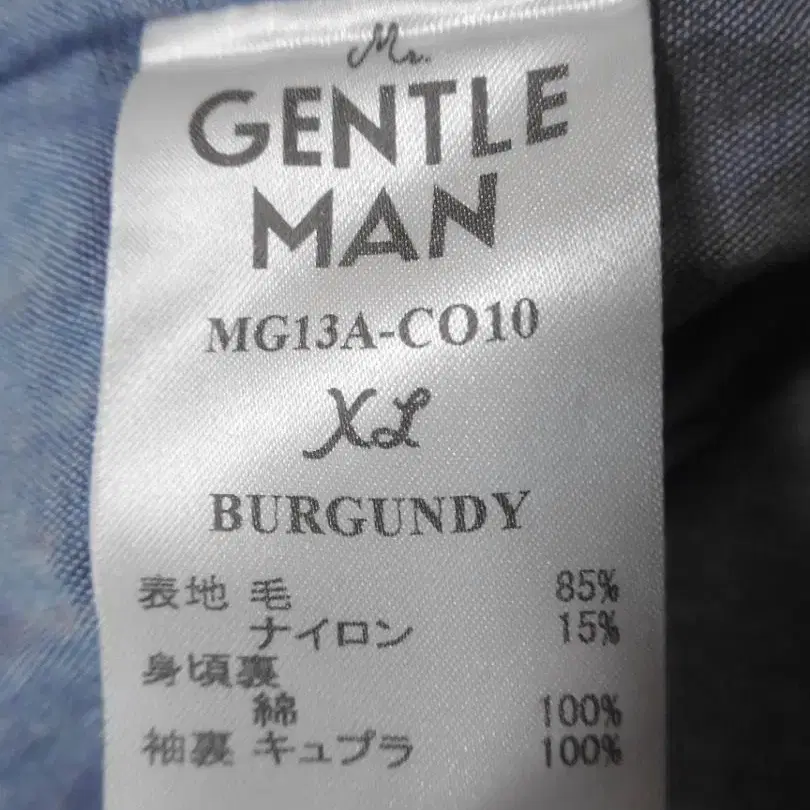 Mr.
GENTLE
MAN
MG13A-CO10
XL
BURGUNDY
表地 毛 85%
ナイロン 15%
身頃裏
綿 100%
袖裏 キュプラ 100%